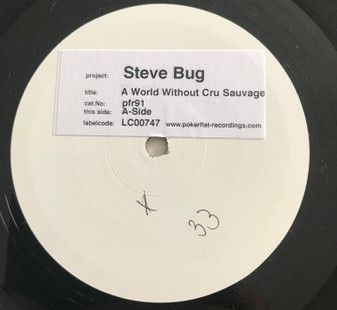 project: Steve Bug
title: A World Without Cru Sauvage
cat.No: pfr91
this side: A-Side
labelcode: LC00747 www.pokerflat-recordings.com
33